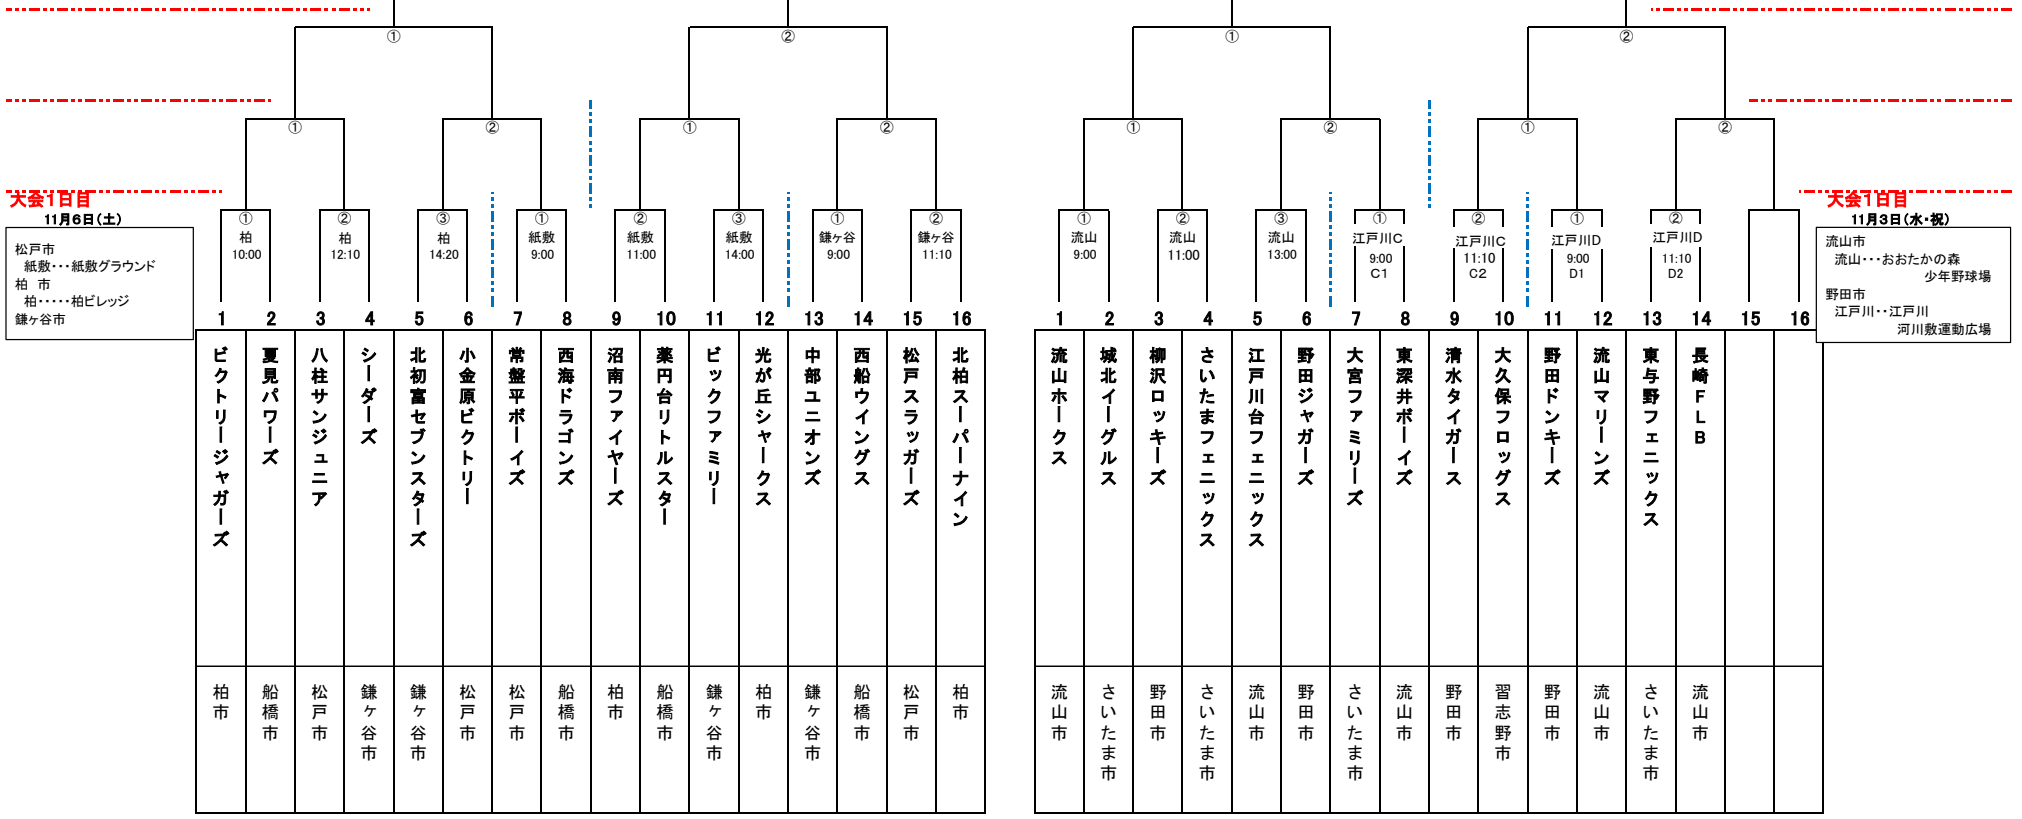 ① ② ① ②
① ② ① ② ① ② ① ②
大会1日目
11月6日(土)
松戸市
紙敷・・・紙敷グラウンド
柏 市
柏・・・・・柏ビレッジ
鎌ヶ谷市
① ② ③ ① ② ③ ① ②
柏 柏 柏 紙敷 紙敷 紙敷 鎌ヶ谷 鎌ヶ谷
10:00 12:10 14:20 9:00 11:00 14:00 9:00 11:10
① ② ③ ① ② ① ②
流山 流山 流山 江戸川C 江戸川C 江戸川D 江戸川D
9:00 11:00 13:00 9:00 11:10 9:00 11:10
C1 C2 D1 D2
大会1日目
11月3日(水・祝)
流山市
流山・・・おおたかの森
少年野球場
野田市
江戸川・・江戸川
河川敷運動広場
1 2 3 4 5 6 7 8 9 10 11 12 13 14 15 16
ビクトリージャガーズ
夏見パワーズ
八柱サンジュニア
シーダーズ
北初富セブンスターズ
小金原ビクトリー
常盤平ボーイズ
西海ドラゴンズ
沼南ファイヤーズ
薬円台リトルスター
ビックファミリー
光が丘シャークス
中部ユニオンズ
西船ウイングス
松戸スラッガーズ
北柏スーパーナイン
柏市
船橋市
松戸市
鎌ヶ谷市
鎌ヶ谷市
松戸市
松戸市
船橋市
柏市
船橋市
鎌ヶ谷市
柏市
鎌ヶ谷市
船橋市
松戸市
柏市
1 2 3 4 5 6 7 8 9 10 11 12 13 14 15 16
流山ホークス
城北イーグルス
柳沢ロッキーズ
さいたまフェニックス
江戸川台フェニックス
野田ジャガーズ
大宮ファミリーズ
東深井ボーイズ
清水タイガース
大久保フロッグス
野田ドンキーズ
流山マリーンズ
東与野フェニックス
長崎FLB
流山市
さいたま市
野田市
さいたま市
流山市
野田市
さいたま市
流山市
野田市
習志野市
野田市
流山市
さいたま市
流山市